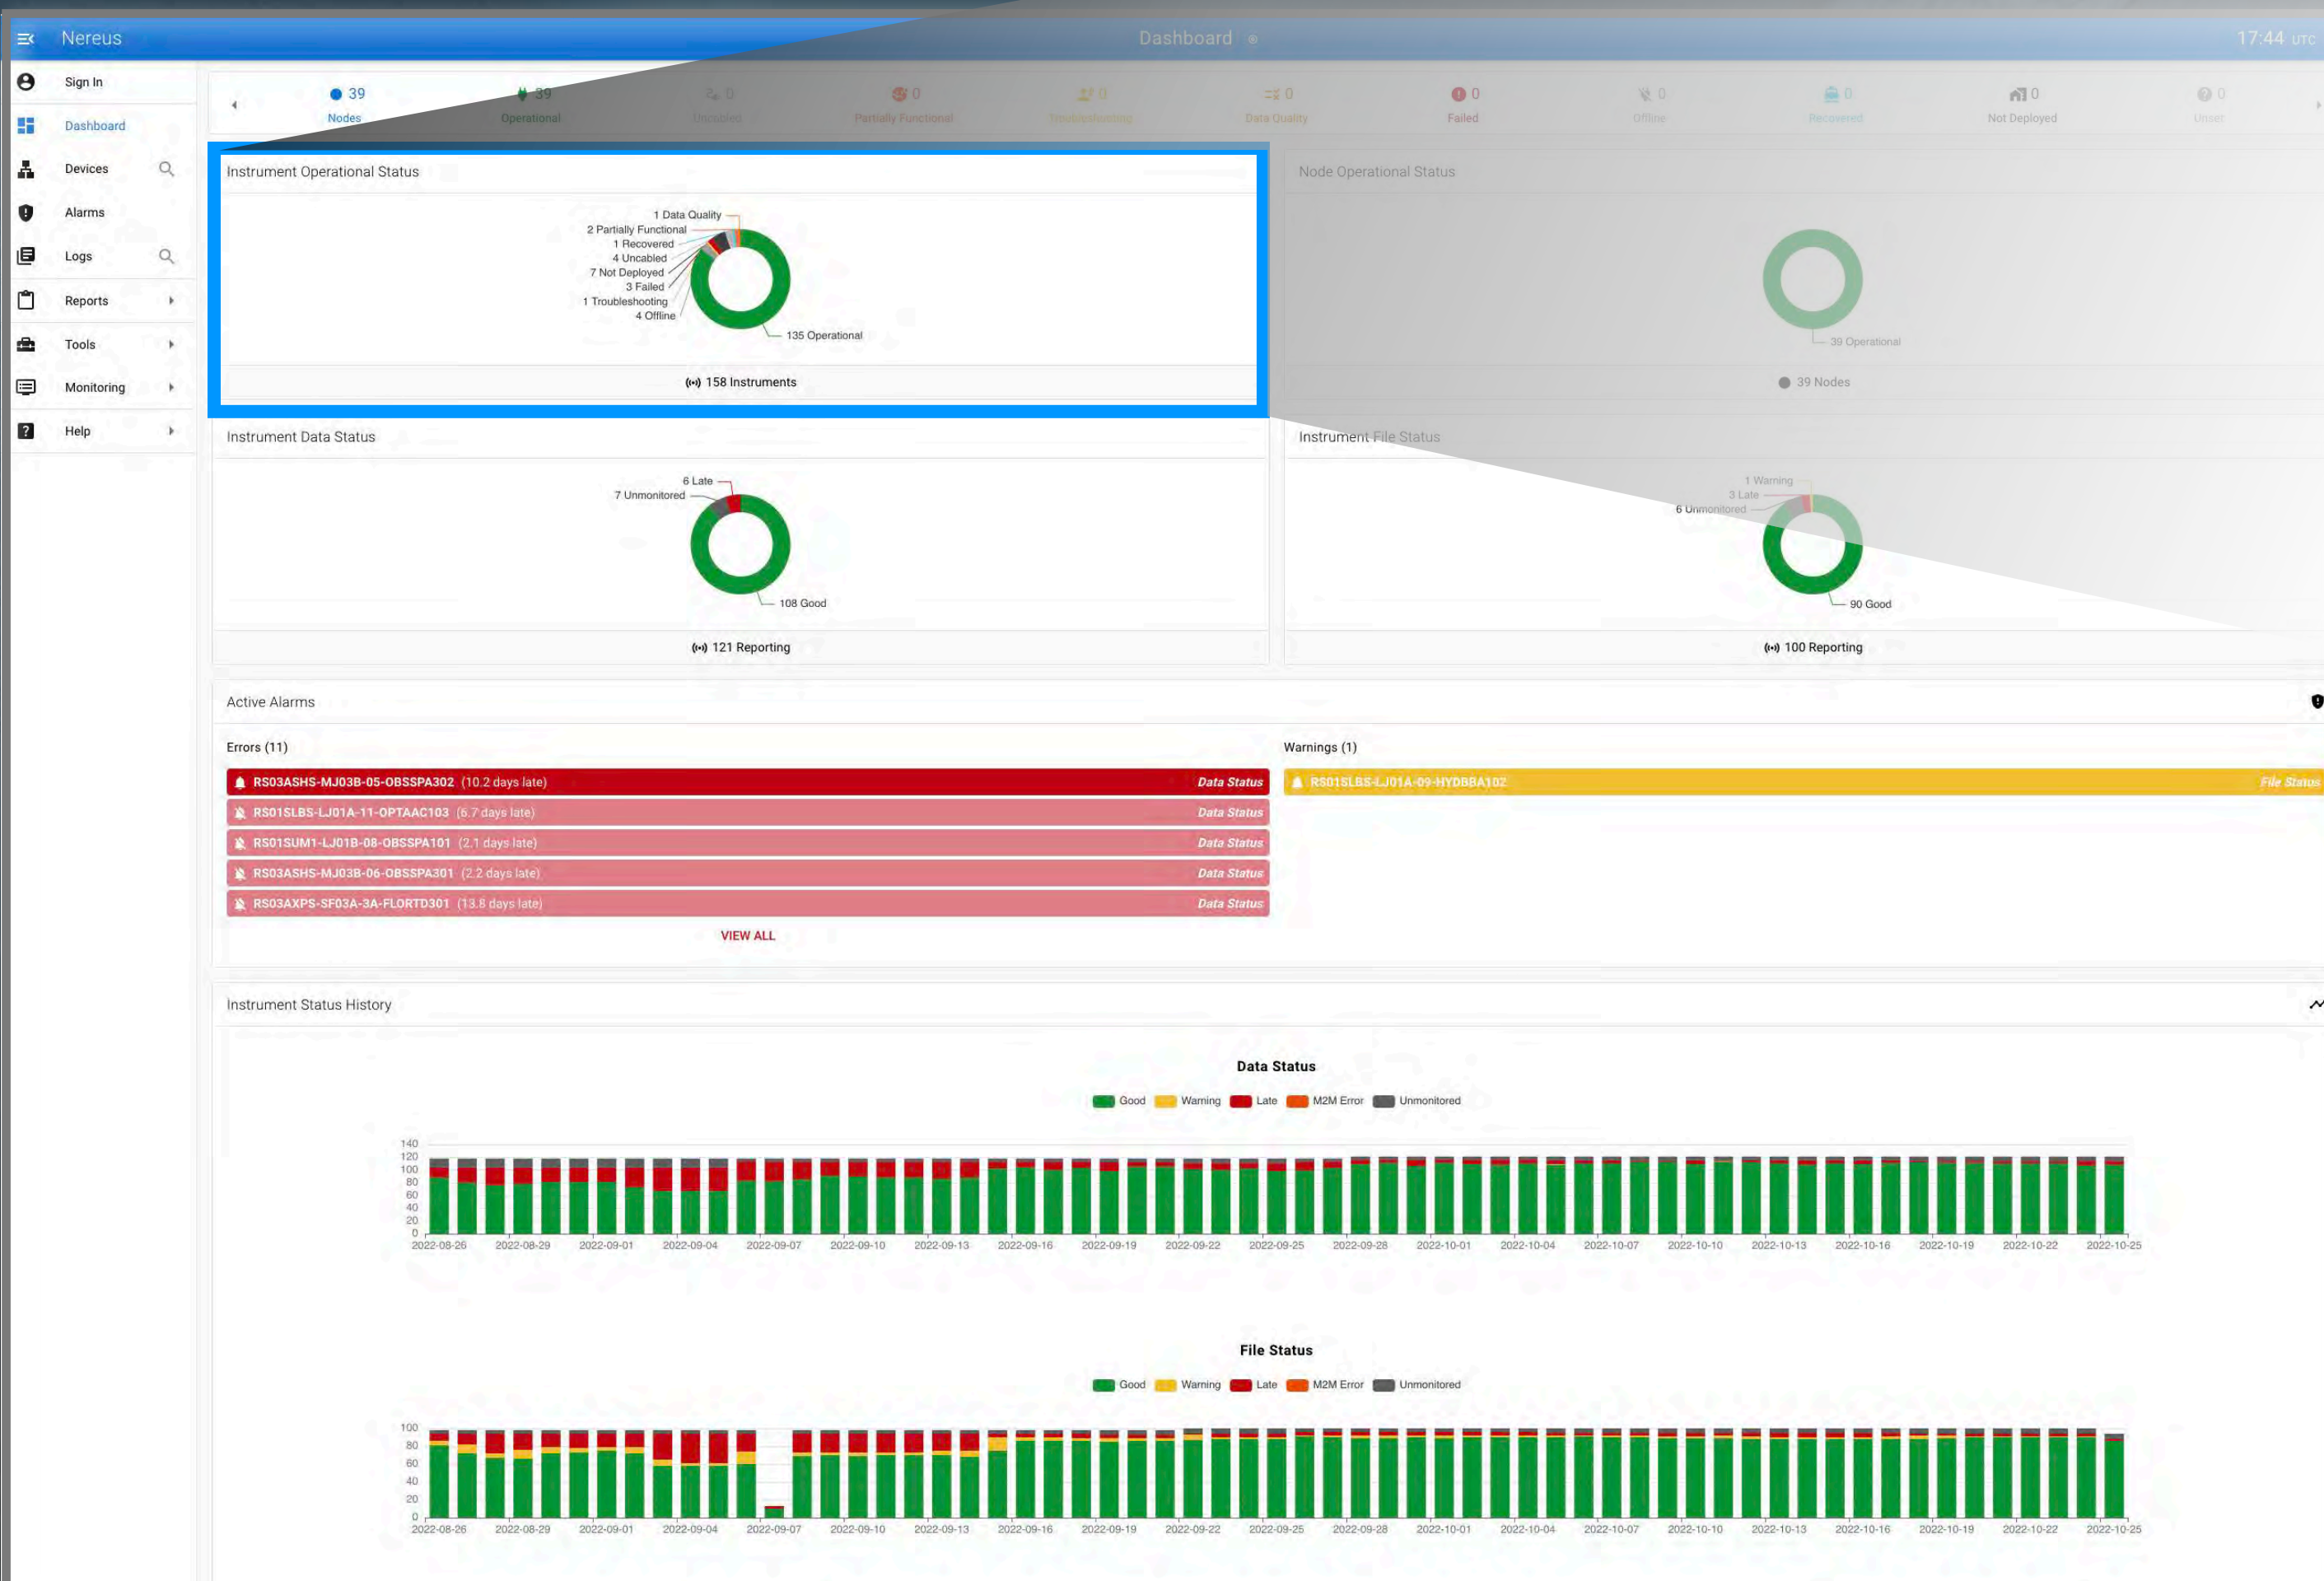 Nereus
Dashboard
17:44 UTC
Sign In
Dashboard
Devices
Alarms
Logs
Reports
Tools
Monitoring
Help
39
Nodes
39
Operational
0
Uncabled
0
Partially Functional
0
Troubleshooting
0
Data Quality
0
Failed
0
Offline
0
Recovered
0
Not Deployed
0
Unset
Instrument Operational Status
1 Data Quality
2 Partially Functional
1 Recovered
4 Uncabled
7 Not Deployed
3 Failed
1 Troubleshooting
4 Offline
135 Operational
158 Instruments
Node Operational Status
39 Operational
39 Nodes
Instrument Data Status
6 Late
7 Unmonitored
108 Good
121 Reporting
Instrument File Status
1 Warning
3 Late
6 Unmonitored
90 Good
100 Reporting
Active Alarms
Errors (11)
RS03ASHS-MJ03B-05-OBSSPA302 (10.2 days late) Data Status
RS01SLBS-LJ01A-11-OPTAAC103 (6.7 days late) Data Status
RS01SUM1-LJ01B-08-OBSSPA101 (2.1 days late) Data Status
RS03ASHS-MJ03B-06-OBSSPA301 (2.2 days late) Data Status
RS03AXPS-SF03A-3A-FLORTD301 (13.8 days late) Data Status
VIEW ALL
Warnings (1)
RS01SLBS-LJ01A-09-HYDBBA102 File Status
Instrument Status History
Data Status
Good Warning Late M2M Error Unmonitored
140
120
100
80
60
40
20
0
2022-08-26 2022-08-29 2022-09-01 2022-09-04 2022-09-07 2022-09-10 2022-09-13 2022-09-16 2022-09-19 2022-09-22 2022-09-25 2022-09-28 2022-10-01 2022-10-04 2022-10-07 2022-10-10 2022-10-13 2022-10-16 2022-10-19 2022-10-22 2022-10-25
File Status
Good Warning Late M2M Error Unmonitored
100
80
60
40
20
0
2022-08-26 2022-08-29 2022-09-01 2022-09-04 2022-09-07 2022-09-10 2022-09-13 2022-09-16 2022-09-19 2022-09-22 2022-09-25 2022-09-28 2022-10-01 2022-10-04 2022-10-07 2022-10-10 2022-10-13 2022-10-16 2022-10-19 2022-10-22 2022-10-25